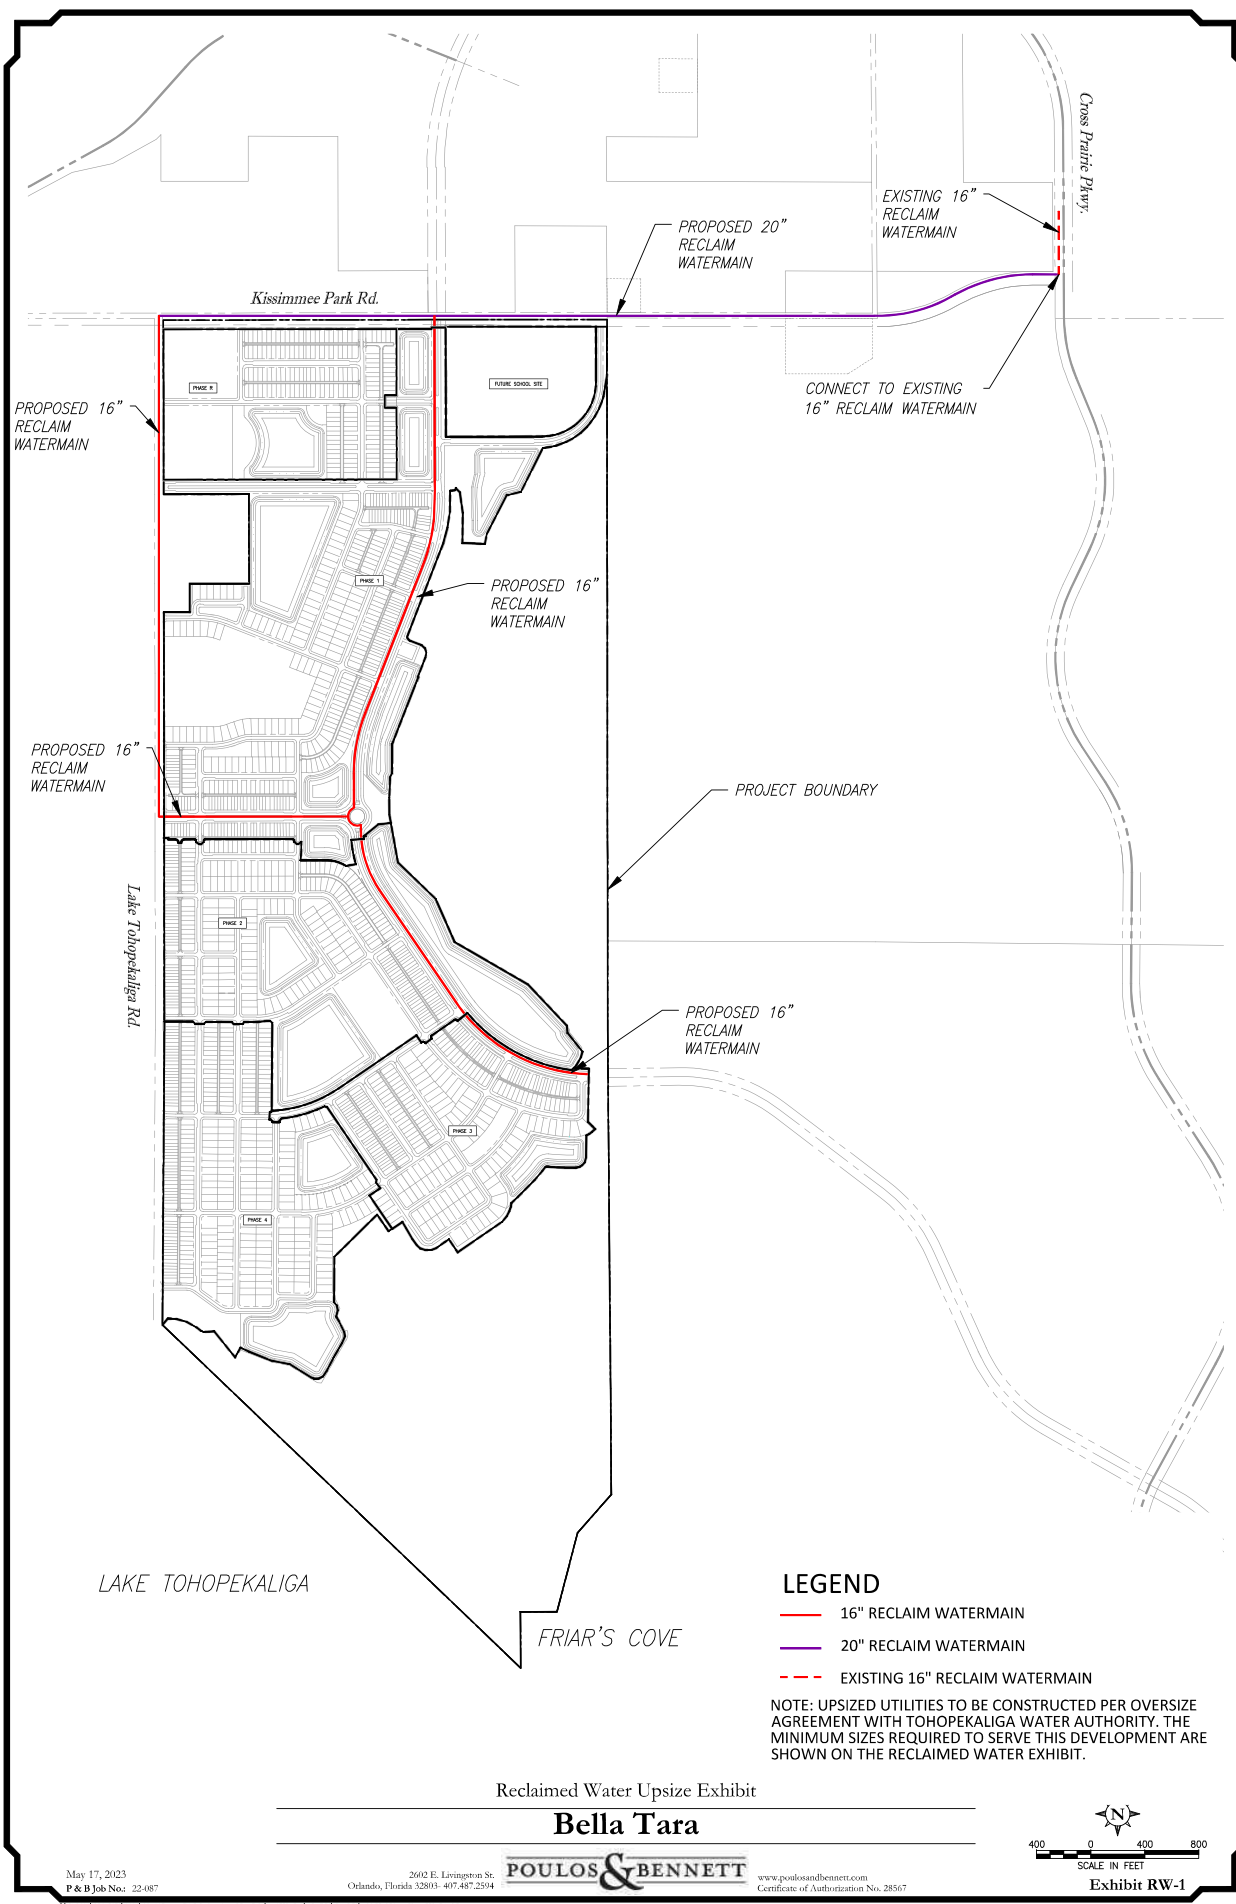 Cross Prairie Pkwy.
EXISTING 16"
RECLAIM
WATERMAIN
PROPOSED 20"
RECLAIM
WATERMAIN
Kissimmee Park Rd.
PHASE R
FUTURE SCHOOL SITE
CONNECT TO EXISTING
16" RECLAIM WATERMAIN
PROPOSED 16"
RECLAIM
WATERMAIN
PHASE 1
PROPOSED 16"
RECLAIM
WATERMAIN
PROPOSED 16"
RECLAIM
WATERMAIN
PROJECT BOUNDARY
Lake Tohopekaliga Rd.
PHASE 2
PROPOSED 16"
RECLAIM
WATERMAIN
PHASE 3
PHASE 4
LAKE TOHOPEKALIGA
FRIAR'S COVE
LEGEND
16" RECLAIM WATERMAIN
20" RECLAIM WATERMAIN
EXISTING 16" RECLAIM WATERMAIN
NOTE: UPSIZED UTILITIES TO BE CONSTRUCTED PER OVERSIZE
AGREEMENT WITH TOHOPEKALIGA WATER AUTHORITY. THE
MINIMUM SIZES REQUIRED TO SERVE THIS DEVELOPMENT ARE
SHOWN ON THE RECLAIMED WATER EXHIBIT.
Reclaimed Water Upsize Exhibit
Bella Tara
N
400 0 400 800
SCALE IN FEET
Exhibit RW-1
May 17, 2023
P & B Job No.: 22-087
2602 E. Livingston St.
Orlando, Florida 32803- 407.487.2594
POULOS & BENNETT
www.poulosandbennett.com
Certificate of Authorization No. 28567